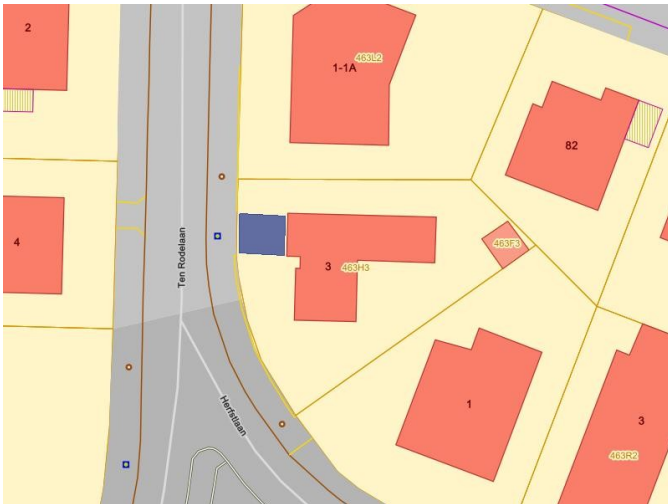 2
1-1A
463L2
82
4
Ten Rodelaan
3
463H3
463F3
Herfstlaan
1
3
463R2